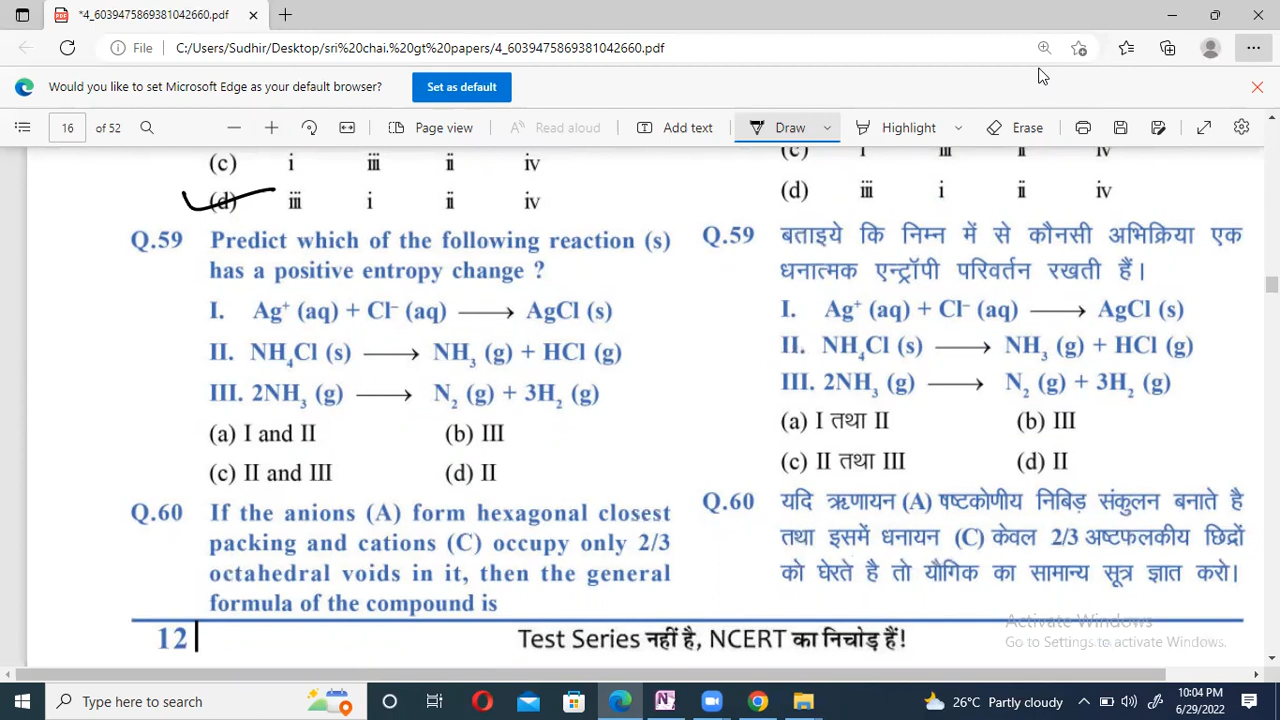 *4_6039475869381042660.pdf
File C:/Users/Sudhir/Desktop/sri%20chai.%20gt%20papers/4_6039475869381042660.pdf
Would you like to set Microsoft Edge as your default browser? Set as default
16 of 52 Page view Read aloud Add text Draw Highlight Erase
(c) i iii ii iv
(d) iii i ii iv
Q.59 Predict which of the following reaction (s)
has a positive entropy change ?
I. Ag⁺ (aq) + Cl⁻ (aq) ⟶ AgCl (s)
II. NH₄Cl (s) ⟶ NH₃ (g) + HCl (g)
III. 2NH₃ (g) ⟶ N₂ (g) + 3H₂ (g)
(a) I and II (b) III
(c) II and III (d) II
Q.60 If the anions (A) form hexagonal closest
packing and cations (C) occupy only 2/3
octahedral voids in it, then the general
formula of the compound is
(c) i iii ii iv
(d) iii i ii iv
Q.59 बताइये कि निम्न में से कौनसी अभिक्रिया एक
धनात्मक एन्ट्रॉपी परिवर्तन रखती हैं।
I. Ag⁺ (aq) + Cl⁻ (aq) ⟶ AgCl (s)
II. NH₄Cl (s) ⟶ NH₃ (g) + HCl (g)
III. 2NH₃ (g) ⟶ N₂ (g) + 3H₂ (g)
(a) I तथा II (b) III
(c) II तथा III (d) II
Q.60 यदि ऋणायन (A) षष्टकोणीय निबिड़ संकुलन बनाते है
तथा इसमें धनायन (C) केवल 2/3 अष्टफलकीय छिद्रों
को घेरते है तो यौगिक का सामान्य सूत्र ज्ञात करो।
12 Test Series नहीं है, NCERT का निचोड़ हैं!
Activate Windows
Go to Settings to activate Windows.
Type here to search 26°C Partly cloudy 10:04 PM
6/29/2022